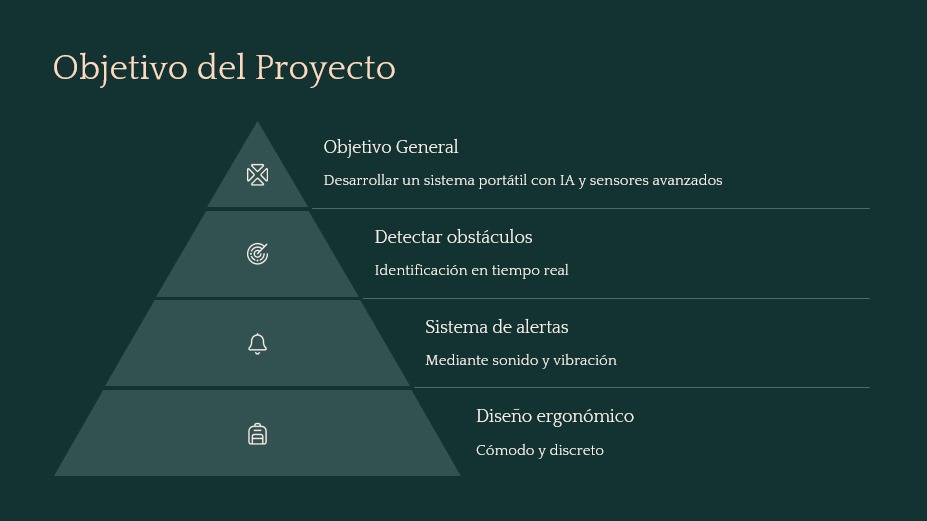 Objetivo del Proyecto
Objetivo General
Desarrollar un sistema portátil con IA y sensores avanzados
Detectar obstáculos
Identificación en tiempo real
Sistema de alertas
Mediante sonido y vibración
Diseño ergonómico
Cómodo y discreto